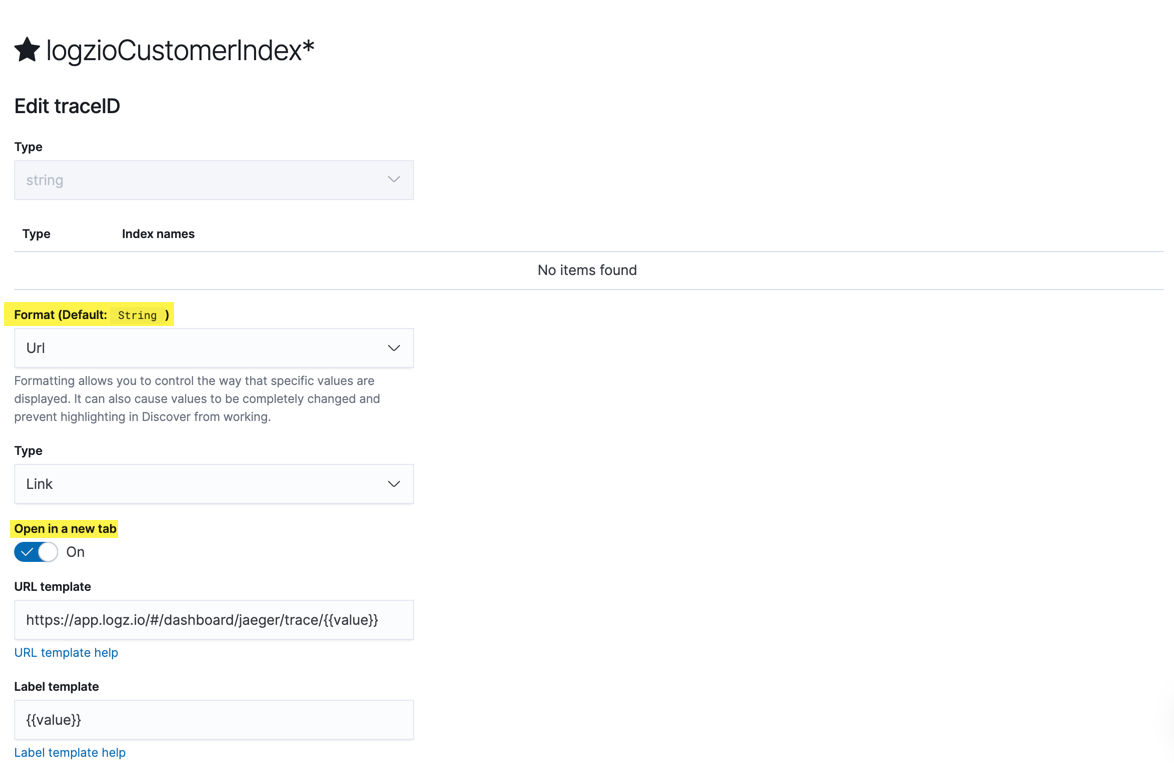 logzioCustomerIndex*
Edit traceID
Type
string
Type Index names
No items found
Format (Default: String )
Url
Formatting allows you to control the way that specific values are
displayed. It can also cause values to be completely changed and
prevent highlighting in Discover from working.
Type
Link
Open in a new tab
On
URL template
https://app.logz.io/#/dashboard/jaeger/trace/{{value}}
URL template help
Label template
{{value}}
Label template help